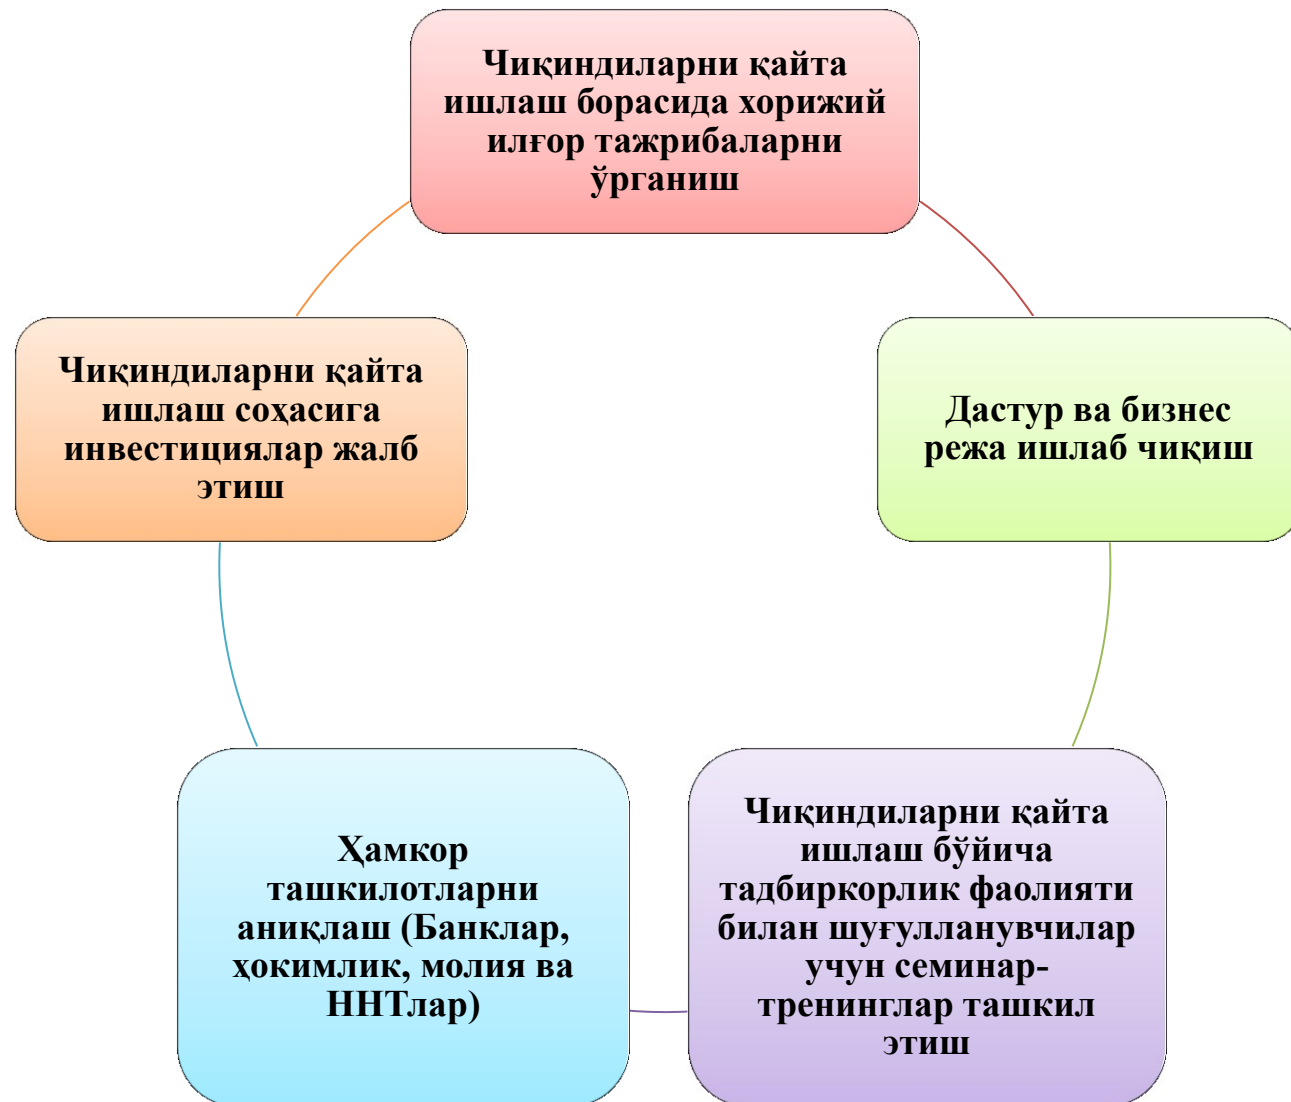 Чиқиндиларни қайта
ишлаш борасида хорижий
илғор тажрибаларни
ўрганиш
Дастур ва бизнес
режа ишлаб чиқиш
Чиқиндиларни қайта
ишлаш бўйича
тадбиркорлик фаолияти
билан шуғулланувчилар
учун семинар-
тренинглар ташкил
этиш
Ҳамкор
ташкилотларни
аниқлаш (Банклар,
ҳокимлик, молия ва
ННТлар)
Чиқиндиларни қайта
ишлаш соҳасига
инвестициялар жалб
этиш